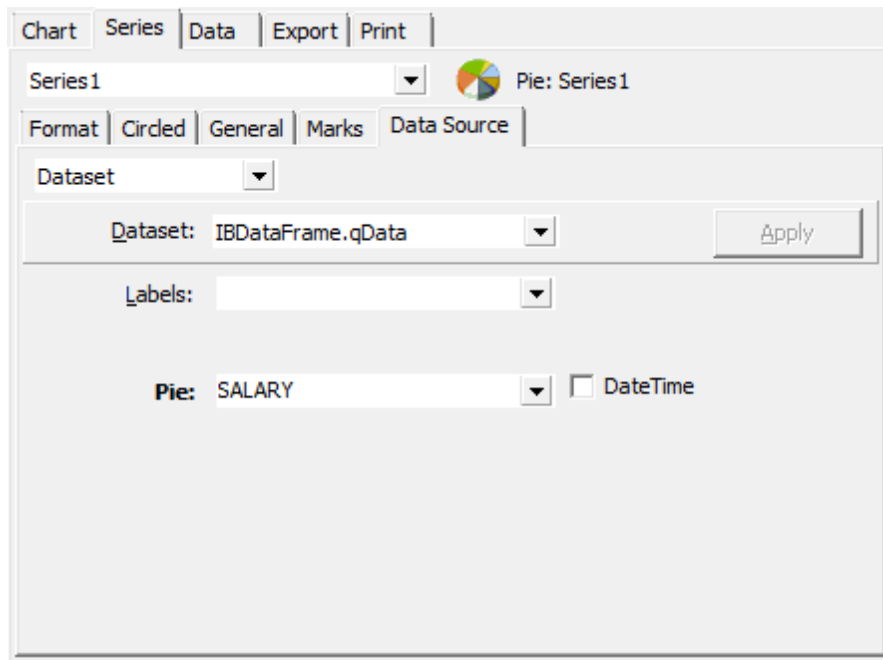 Chart Series Data Export Print
Series1 Pie: Series1
Format Circled General Marks Data Source
Dataset
Dataset: IBDataFrame.qData Apply
Labels:
Pie: SALARY DateTime